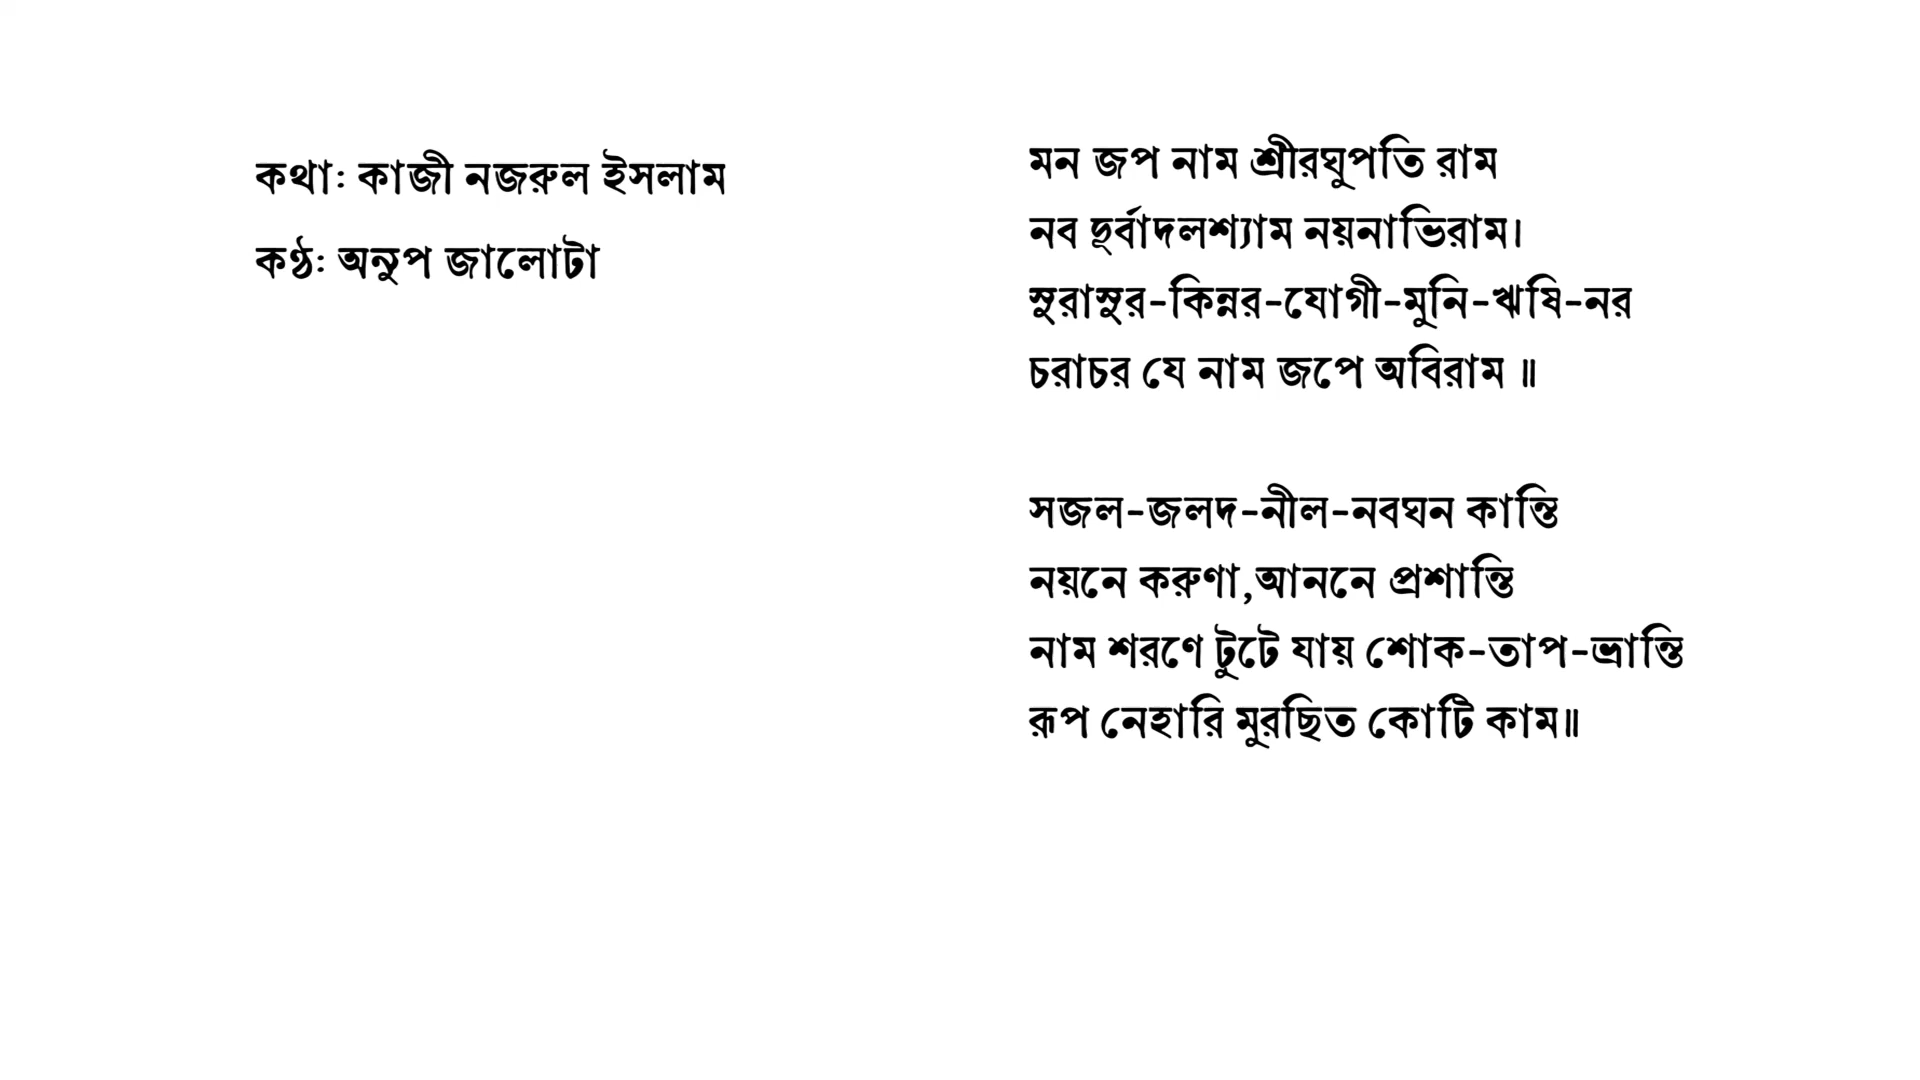 কথা: কাজী নজরুল ইসলাম
কণ্ঠ: অনুপ জালোটা
মন জপ নাম শ্রীরঘুপতি রাম
নব দূর্বাদলশ্যাম নয়নাভিরাম।
সুরাসুর-কিন্নর-যোগী-মুনি-ঋষি-নর
চরাচর যে নাম জপে অবিরাম ॥
সজল-জলদ-নীল-নবঘন কান্তি
নয়নে করুণা,আননে প্রশান্তি
নাম শরণে টুটে যায় শোক-তাপ-ভ্রান্তি
রূপ নেহারি মুরছিত কোটি কাম॥